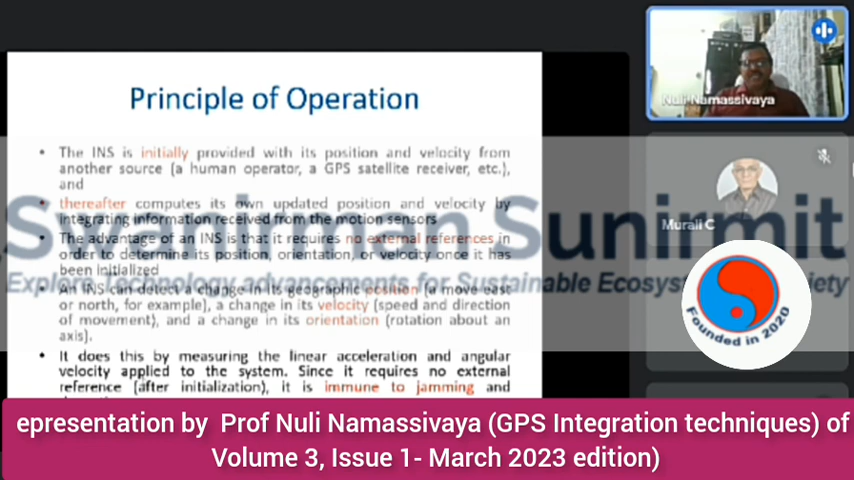 Principle of Operation
• The INS is initially provided with its position and velocity from
another source (a human operator, a GPS satellite receiver, etc.),
and
• thereafter computes its own updated position and velocity by
integrating information received from the motion sensors
• The advantage of an INS is that it requires no external references in
order to determine its position, orientation, or velocity once it has
been initialized
• An INS can detect a change in its geographic position (a move east
or north, for example), a change in its velocity (speed and direction
of movement), and a change in its orientation (rotation about an
axis).
• It does this by measuring the linear acceleration and angular
velocity applied to the system. Since it requires no external
reference (after initialization), it is immune to jamming and
Nuli Namassivaya
Murali C
Swarliman Sunirmit
Explore Technology advancements for Sustainable Ecosystem
Founded in 2020
epresentation by Prof Nuli Namassivaya (GPS Integration techniques) of
Volume 3, Issue 1- March 2023 edition)